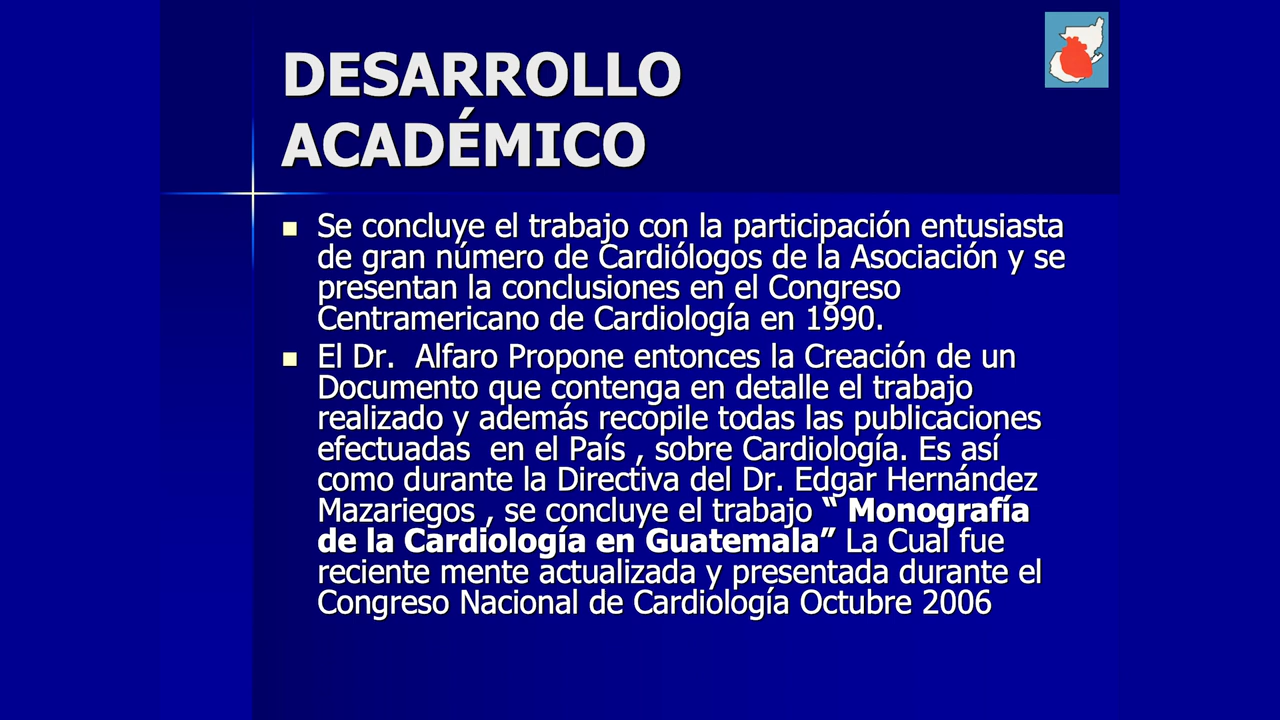 DESARROLLO
ACADÉMICO
Se concluye el trabajo con la participación entusiasta
de gran número de Cardiólogos de la Asociación y se
presentan la conclusiones en el Congreso
Centramericano de Cardiología en 1990.
El Dr.  Alfaro Propone entonces la Creación de un
Documento que contenga en detalle el trabajo
realizado y además recopile todas las publicaciones
efectuadas  en el País , sobre Cardiología. Es así
como durante la Directiva del Dr. Edgar Hernández
Mazariegos , se concluye el trabajo “ Monografía
de la Cardiología en Guatemala” La Cual fue
reciente mente actualizada y presentada durante el
Congreso Nacional de Cardiología Octubre 2006